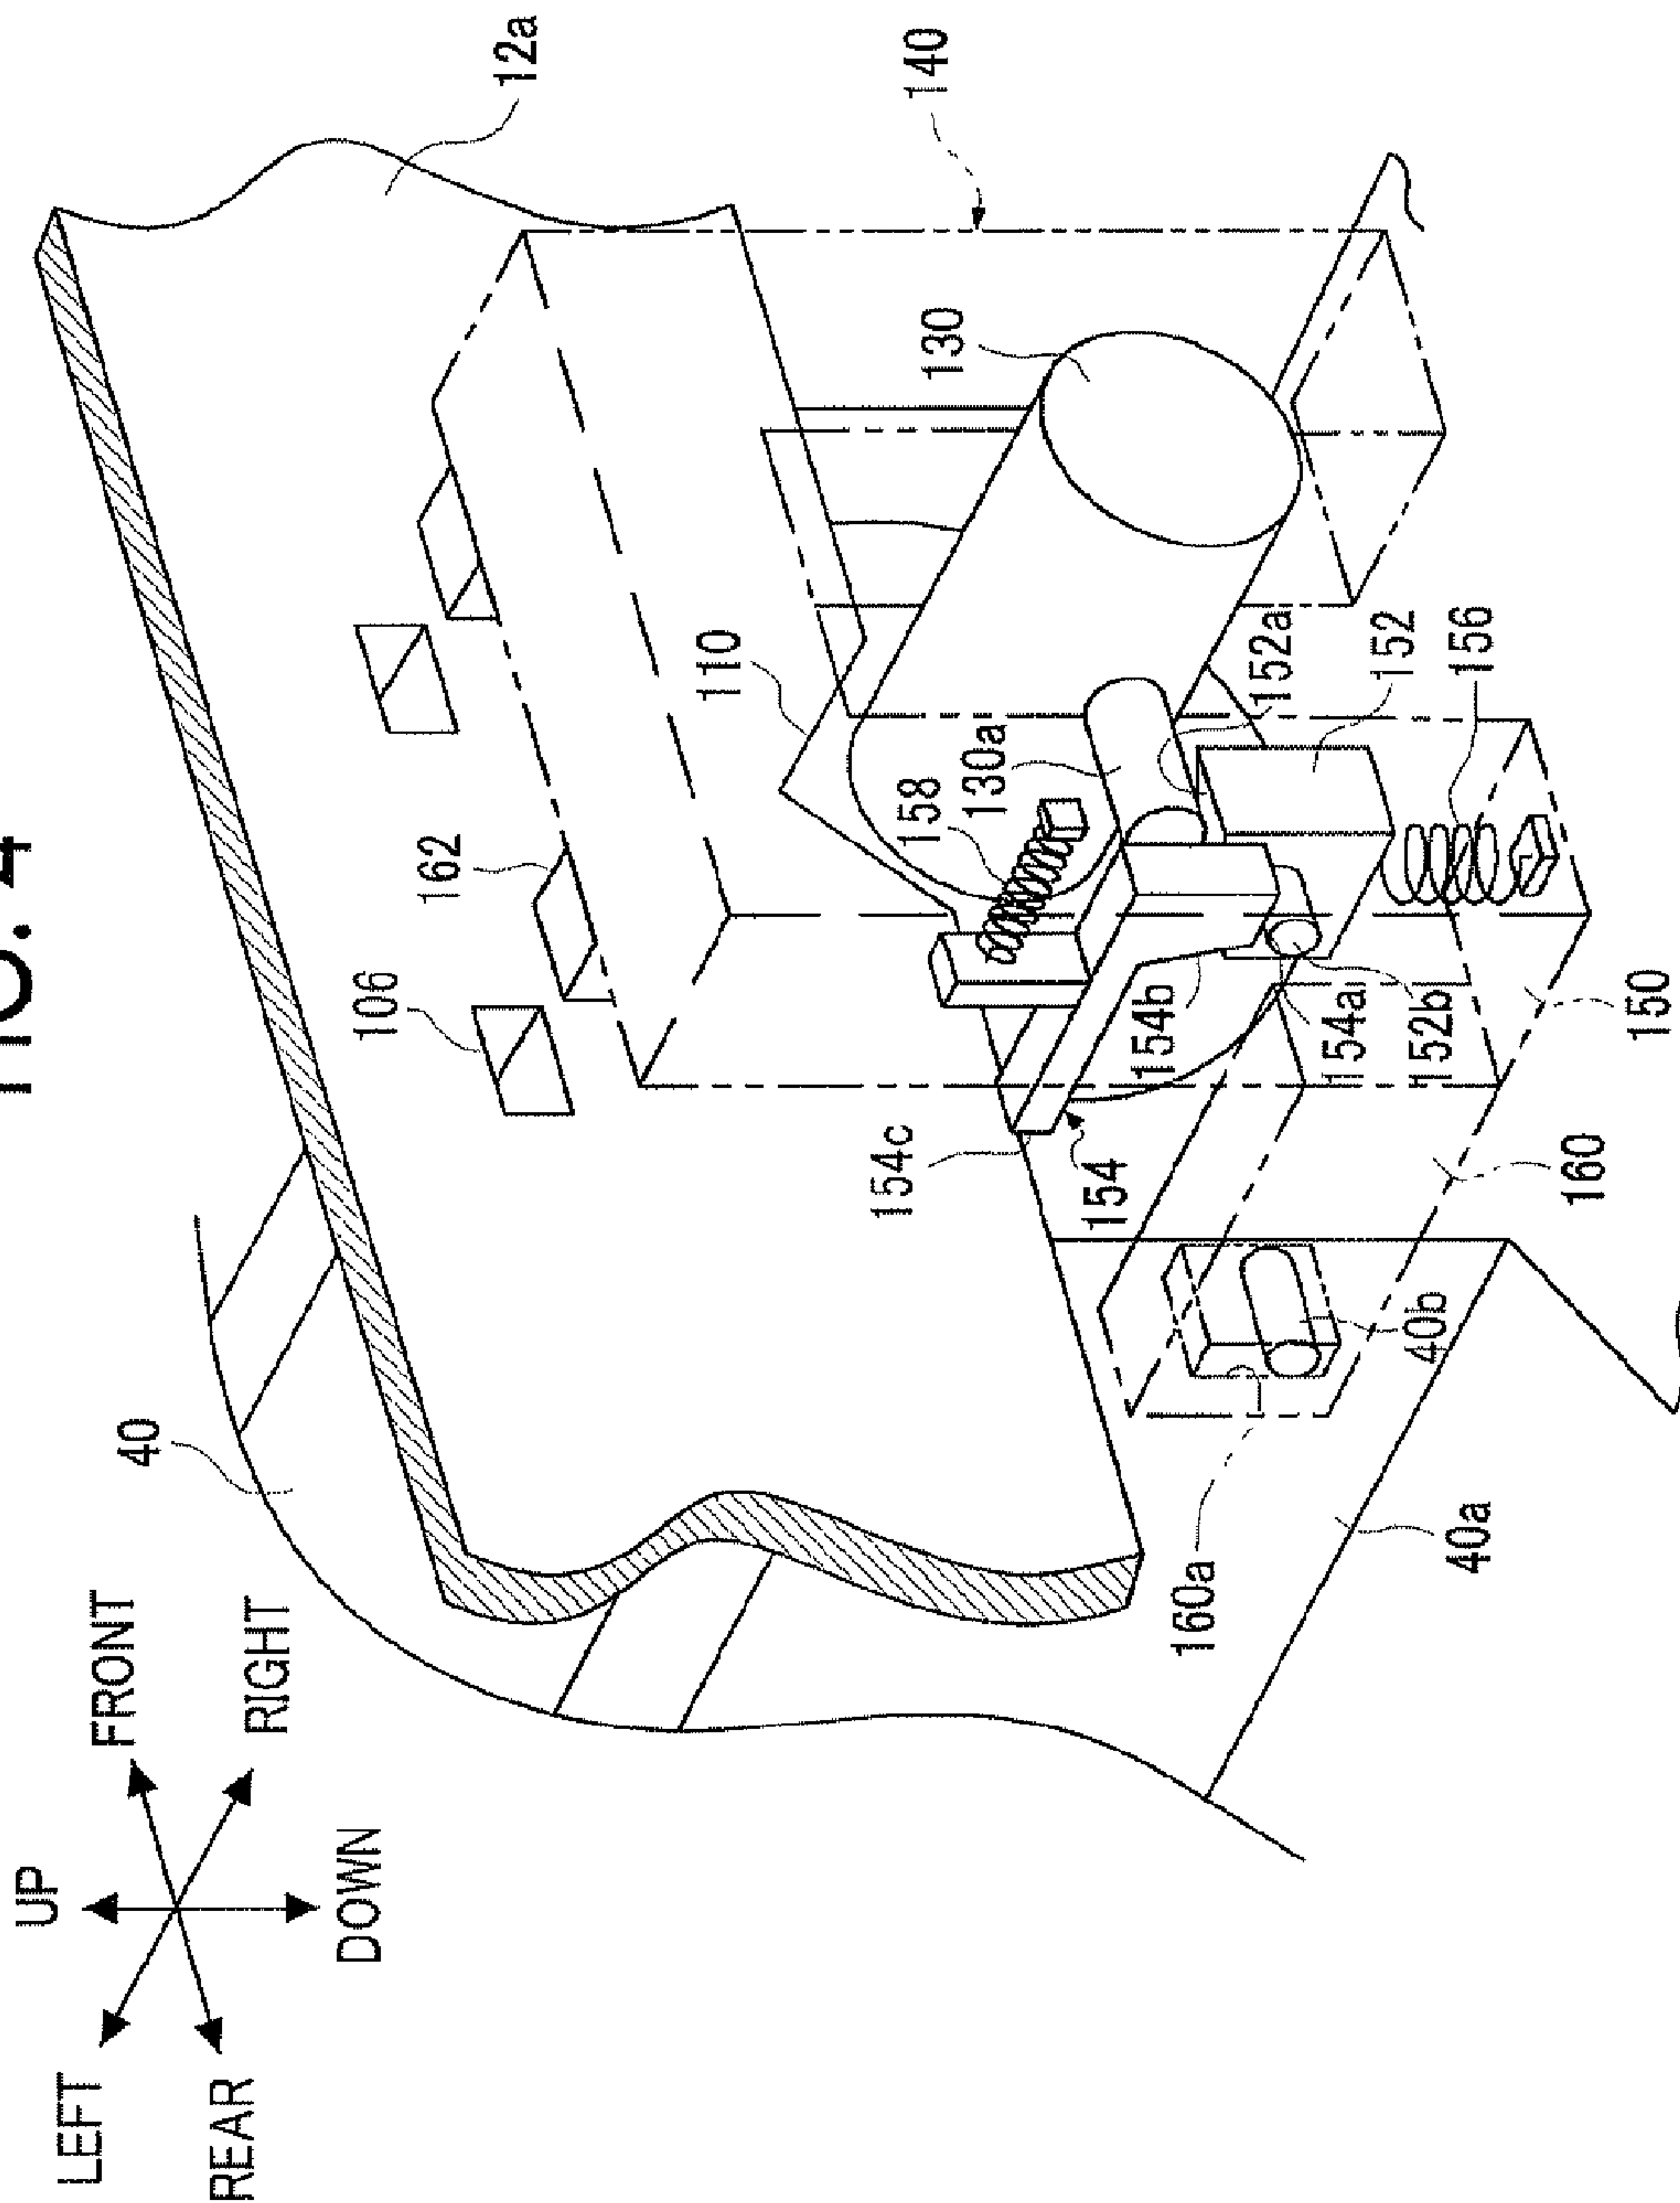 FIG. 4
UP
LEFT
FRONT
REAR
RIGHT
DOWN
40
106
162
110
12a
140
130
158
130a
152a
152
156
154c
154
154b
154a
152b
150
160
160a
40b
40a